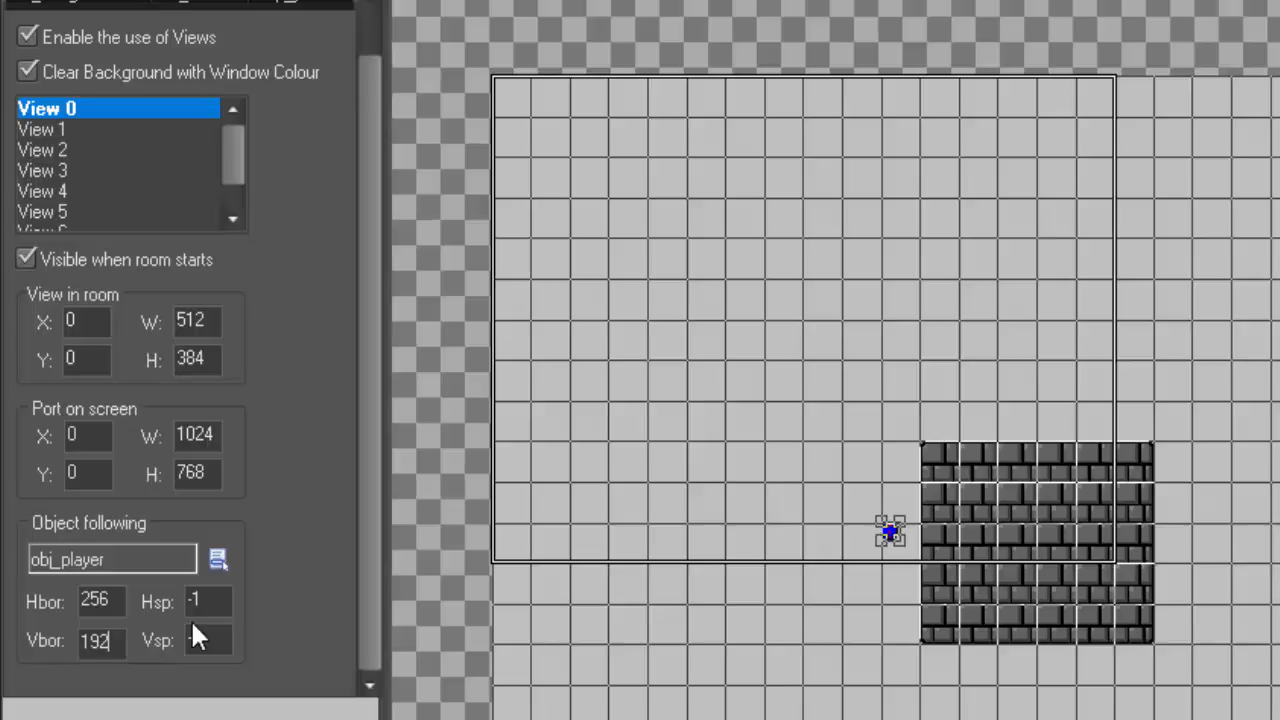 Enable the use of Views
Clear Background with Window Colour
View 0
View 1
View 2
View 3
View 4
View 5
Visible when room starts
View in room
X: 0 W: 512
Y: 0 H: 384
Port on screen
X: 0 W: 1024
Y: 0 H: 768
Object following
obj_player
Hbor: 256 Hsp: -1
Vbor: 192 Vsp: